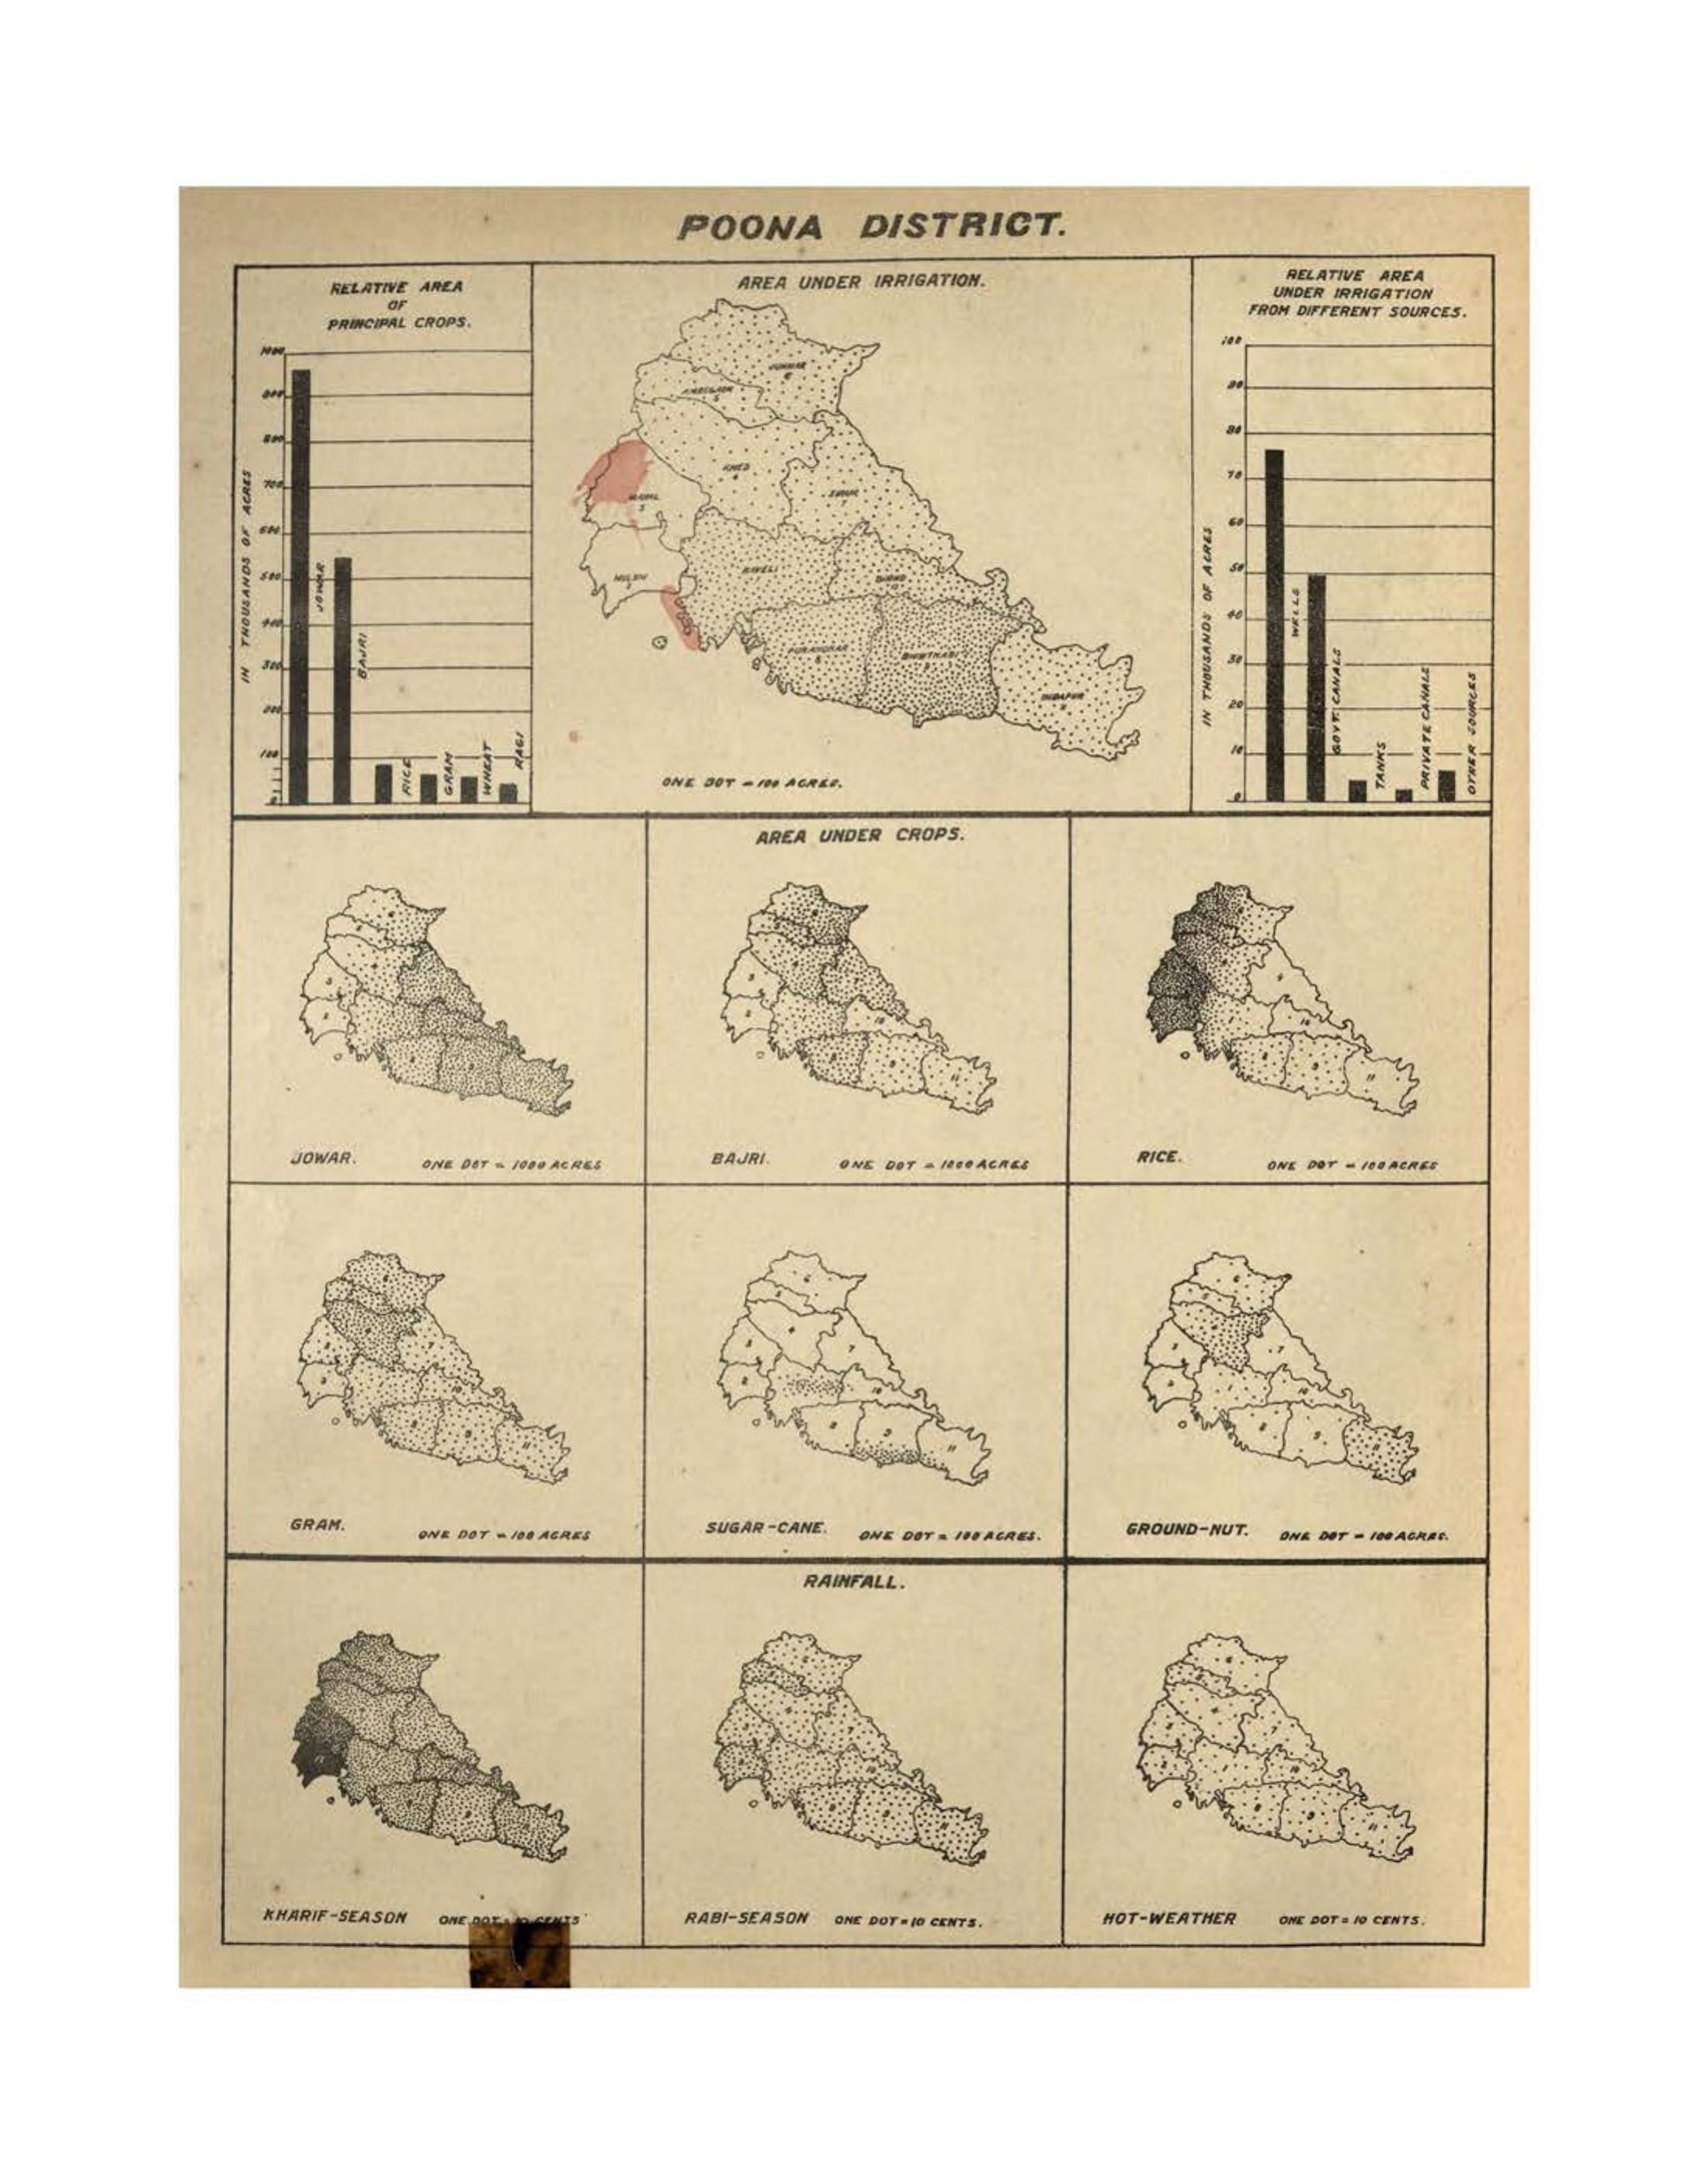 POONA DISTRICT.
RELATIVE AREA
OF
PRINCIPAL CROPS.
IN THOUSANDS OF ACRES
1000
900
800
700
600
500
400
300
200
100
0
JOWAR
BAJRI
RICE
GRAM
WHEAT
RAGI
AREA UNDER IRRIGATION.
JUNNAR
6
AMBEGAON
5
KHED
4
SIRUR
7
MAVAL
3
MULSHI
2
HAVELI
DHOND
10
PURANDHAR
8
BHIMTHADI
9
INDAPUR
11
ONE DOT = 100 ACRES.
RELATIVE AREA
UNDER IRRIGATION
FROM DIFFERENT SOURCES.
IN THOUSANDS OF ACRES
100
90
80
70
60
50
40
30
20
10
0
WELLS
GOVT. CANALS
TANKS
PRIVATE CANALS
OTHER SOURCES
AREA UNDER CROPS.
JOWAR. ONE DOT = 1000 ACRES
BAJRI. ONE DOT = 1000 ACRES
RICE. ONE DOT = 100 ACRES
GRAM. ONE DOT = 100 ACRES
SUGAR-CANE. ONE DOT = 100 ACRES.
GROUND-NUT. ONE DOT = 100 ACRES.
RAINFALL.
KHARIF-SEASON ONE DOT = 10 CENTS
RABI-SEASON ONE DOT = 10 CENTS.
HOT-WEATHER ONE DOT = 10 CENTS.